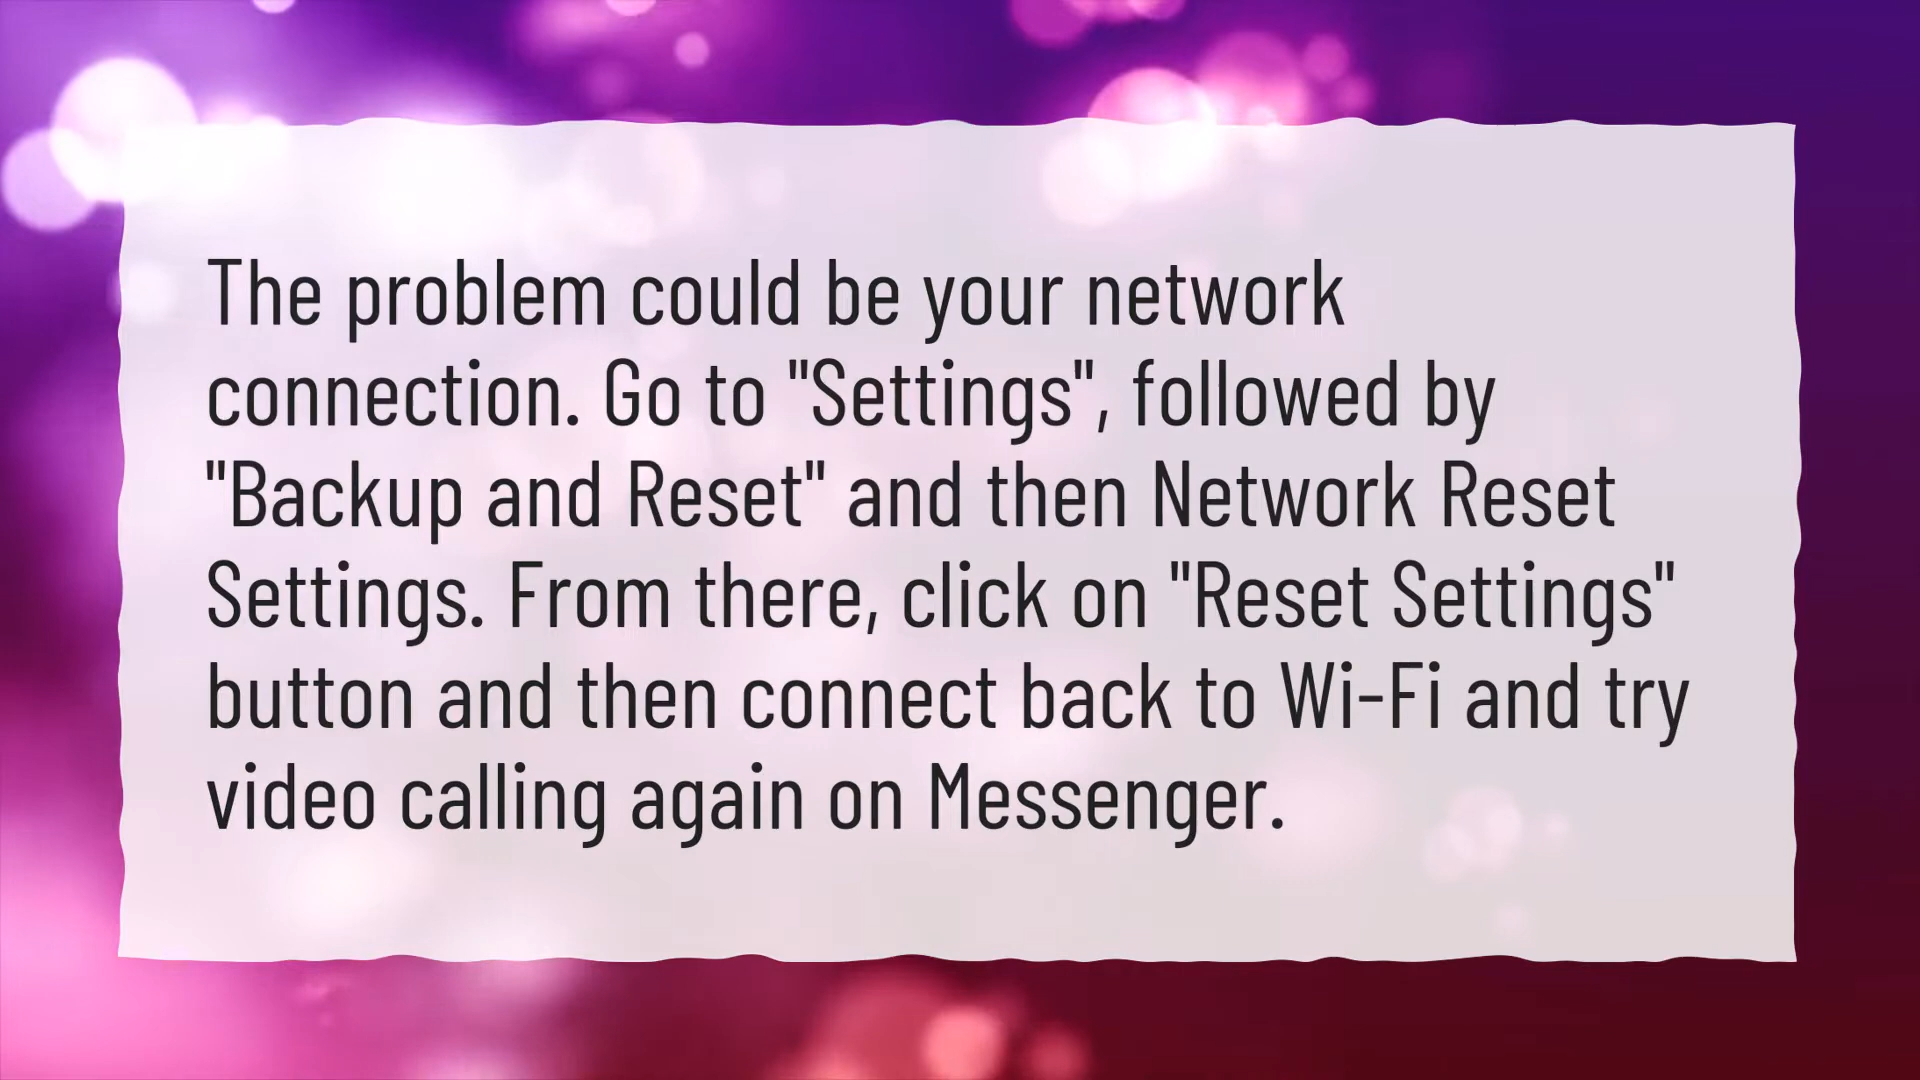 The problem could be your network
connection. Go to "Settings", followed by
"Backup and Reset" and then Network Reset
Settings. From there, click on "Reset Settings"
button and then connect back to Wi-Fi and try
video calling again on Messenger.